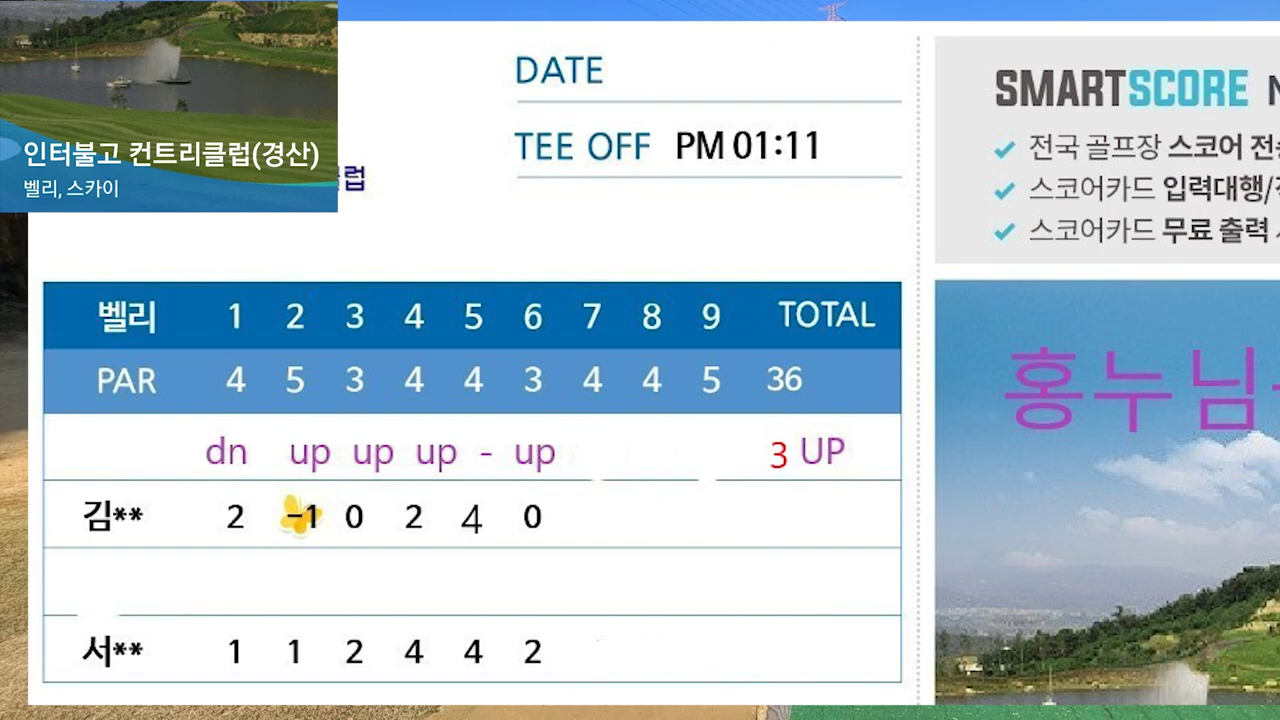 인터불고 컨트리클럽(경산)
벨리, 스카이
럽
DATE
TEE OFF PM 01:11
SMARTSCORE N
전국 골프장 스코어 전
스코어카드 입력대행/
스코어카드 무료 출력
벨리 1 2 3 4 5 6 7 8 9 TOTAL
PAR 4 5 3 4 4 3 4 4 5 36
dn up up up - up 3 UP
김** 2 -1 0 2 4 0
서** 1 1 2 4 4 2
홍누님